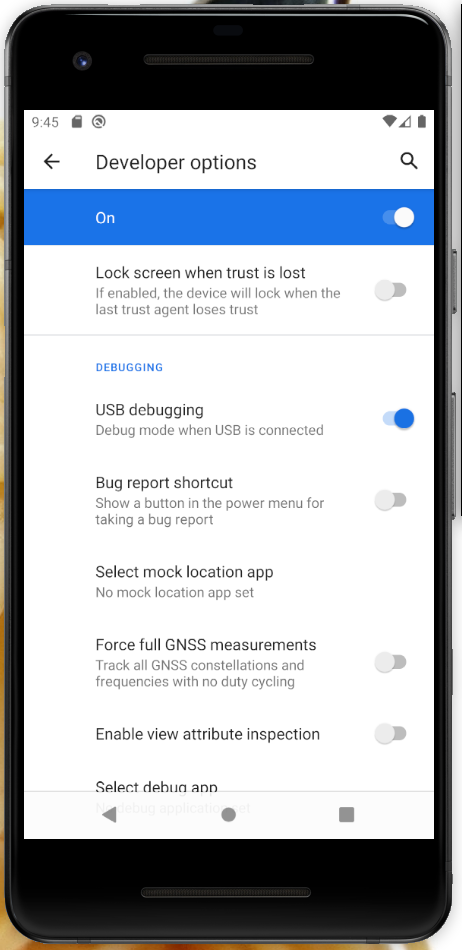 9:45
Developer options
On
Lock screen when trust is lost
If enabled, the device will lock when the
last trust agent loses trust
DEBUGGING
USB debugging
Debug mode when USB is connected
Bug report shortcut
Show a button in the power menu for
taking a bug report
Select mock location app
No mock location app set
Force full GNSS measurements
Track all GNSS constellations and
frequencies with no duty cycling
Enable view attribute inspection
Select debug app
No debug application set